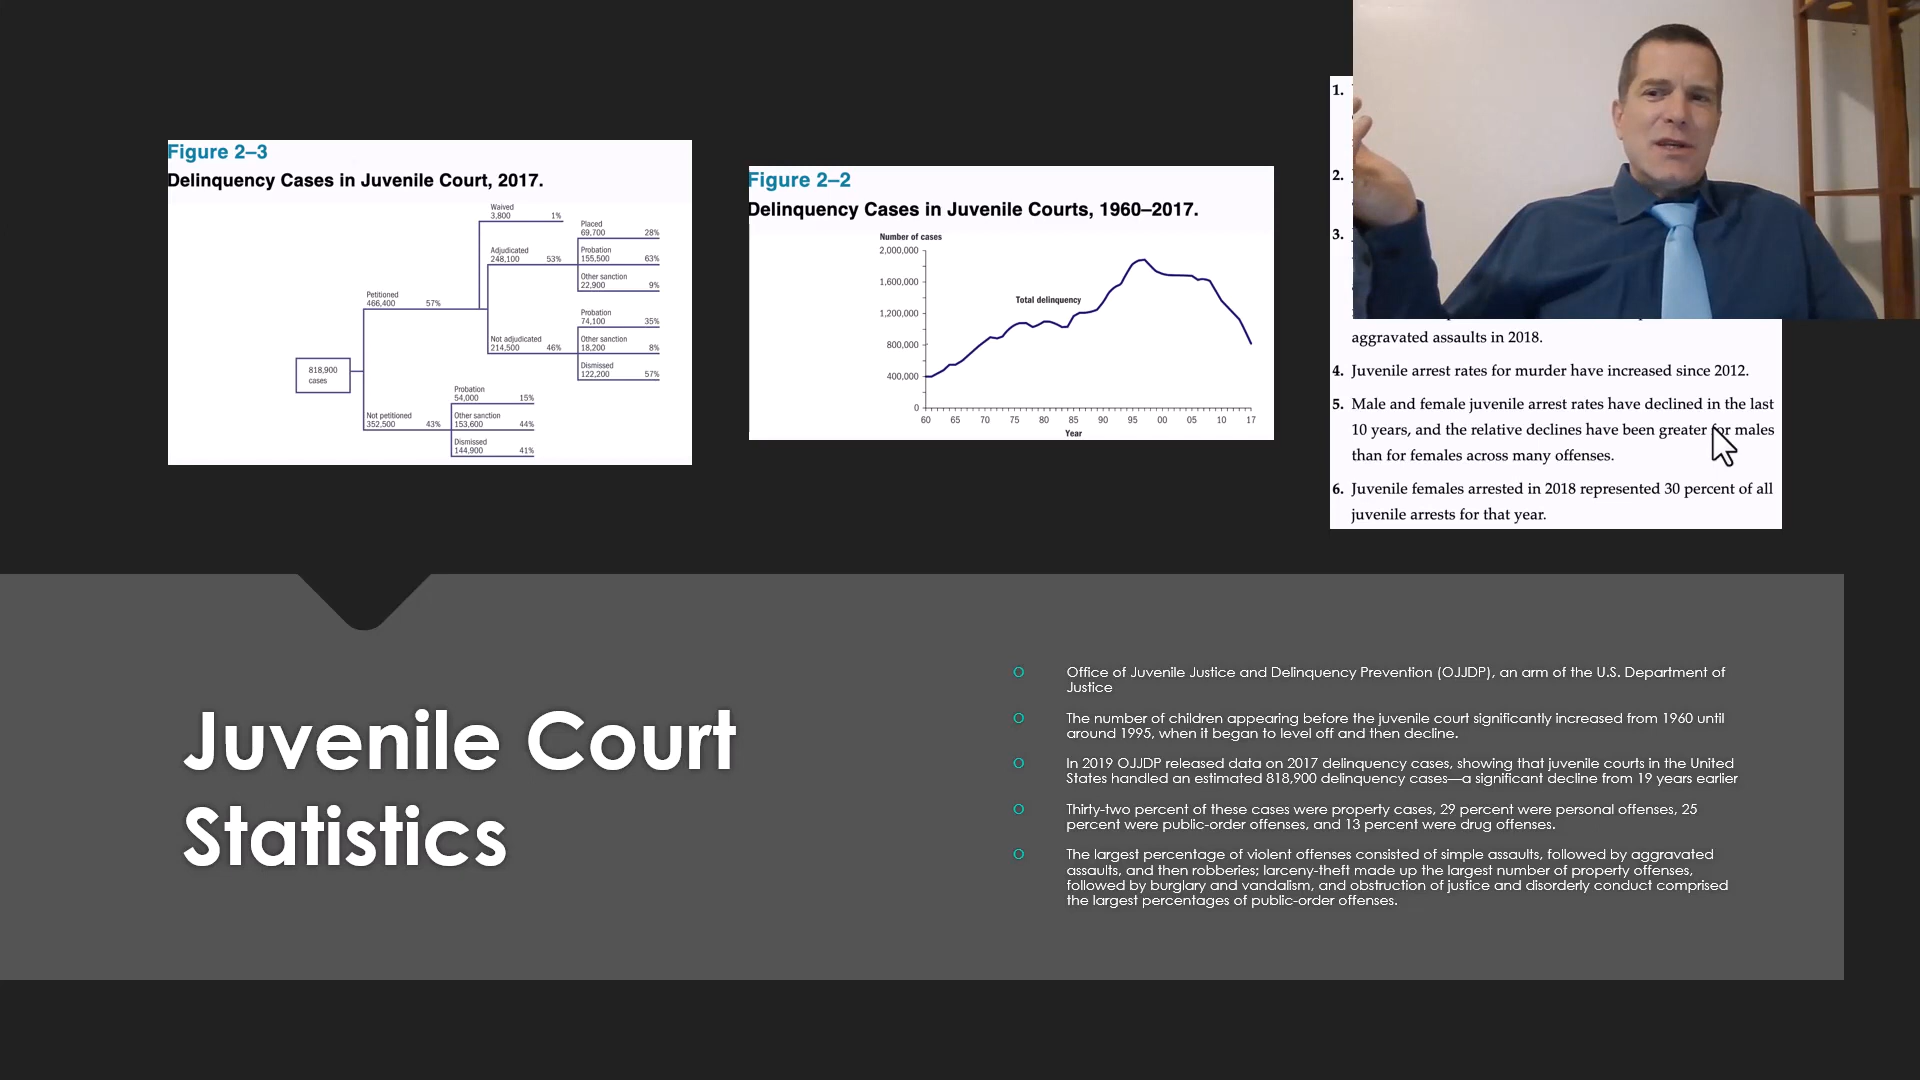 Figure 2–3
Delinquency Cases in Juvenile Court, 2017.
Waived
3,800 1%
Placed
69,700 28%
Adjudicated
248,100 53%
Probation
155,500 63%
Other sanction
22,900 9%
Petitioned
466,400 57%
Probation
74,100 35%
Not adjudicated
214,500 46%
Other sanction
18,200 8%
Dismissed
122,200 57%
818,900
cases
Probation
54,000 15%
Not petitioned
352,500 43%
Other sanction
153,600 44%
Dismissed
144,900 41%
Figure 2–2
Delinquency Cases in Juvenile Courts, 1960–2017.
Number of cases
2,000,000
1,600,000
Total delinquency
1,200,000
800,000
400,000
0
60 65 70 75 80 85 90 95 00 05 10 17
Year
1.
2.
3.
aggravated assaults in 2018.
4. Juvenile arrest rates for murder have increased since 2012.
5. Male and female juvenile arrest rates have declined in the last
10 years, and the relative declines have been greater for males
than for females across many offenses.
6. Juvenile females arrested in 2018 represented 30 percent of all
juvenile arrests for that year.
Juvenile Court
Statistics
Office of Juvenile Justice and Delinquency Prevention (OJJDP), an arm of the U.S. Department of
Justice
The number of children appearing before the juvenile court significantly increased from 1960 until
around 1995, when it began to level off and then decline.
In 2019 OJJDP released data on 2017 delinquency cases, showing that juvenile courts in the United
States handled an estimated 818,900 delinquency cases—a significant decline from 19 years earlier
Thirty-two percent of these cases were property cases, 29 percent were personal offenses, 25
percent were public-order offenses, and 13 percent were drug offenses.
The largest percentage of violent offenses consisted of simple assaults, followed by aggravated
assaults, and then robberies; larceny-theft made up the largest number of property offenses,
followed by burglary and vandalism, and obstruction of justice and disorderly conduct comprised
the largest percentages of public-order offenses.